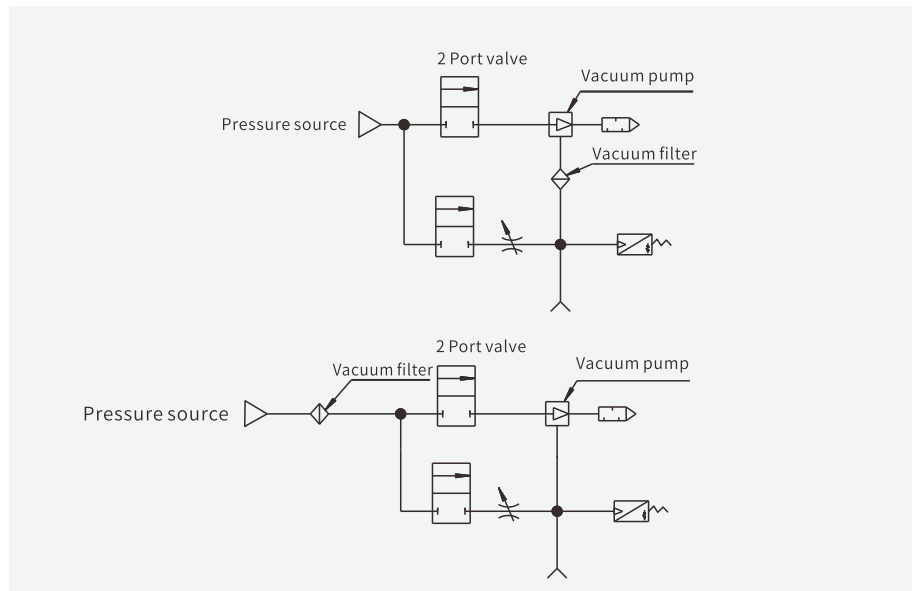 2 Port valve
Vacuum pump
Pressure source
Vacuum filter
2 Port valve
Vacuum pump
Vacuum filter
Pressure source